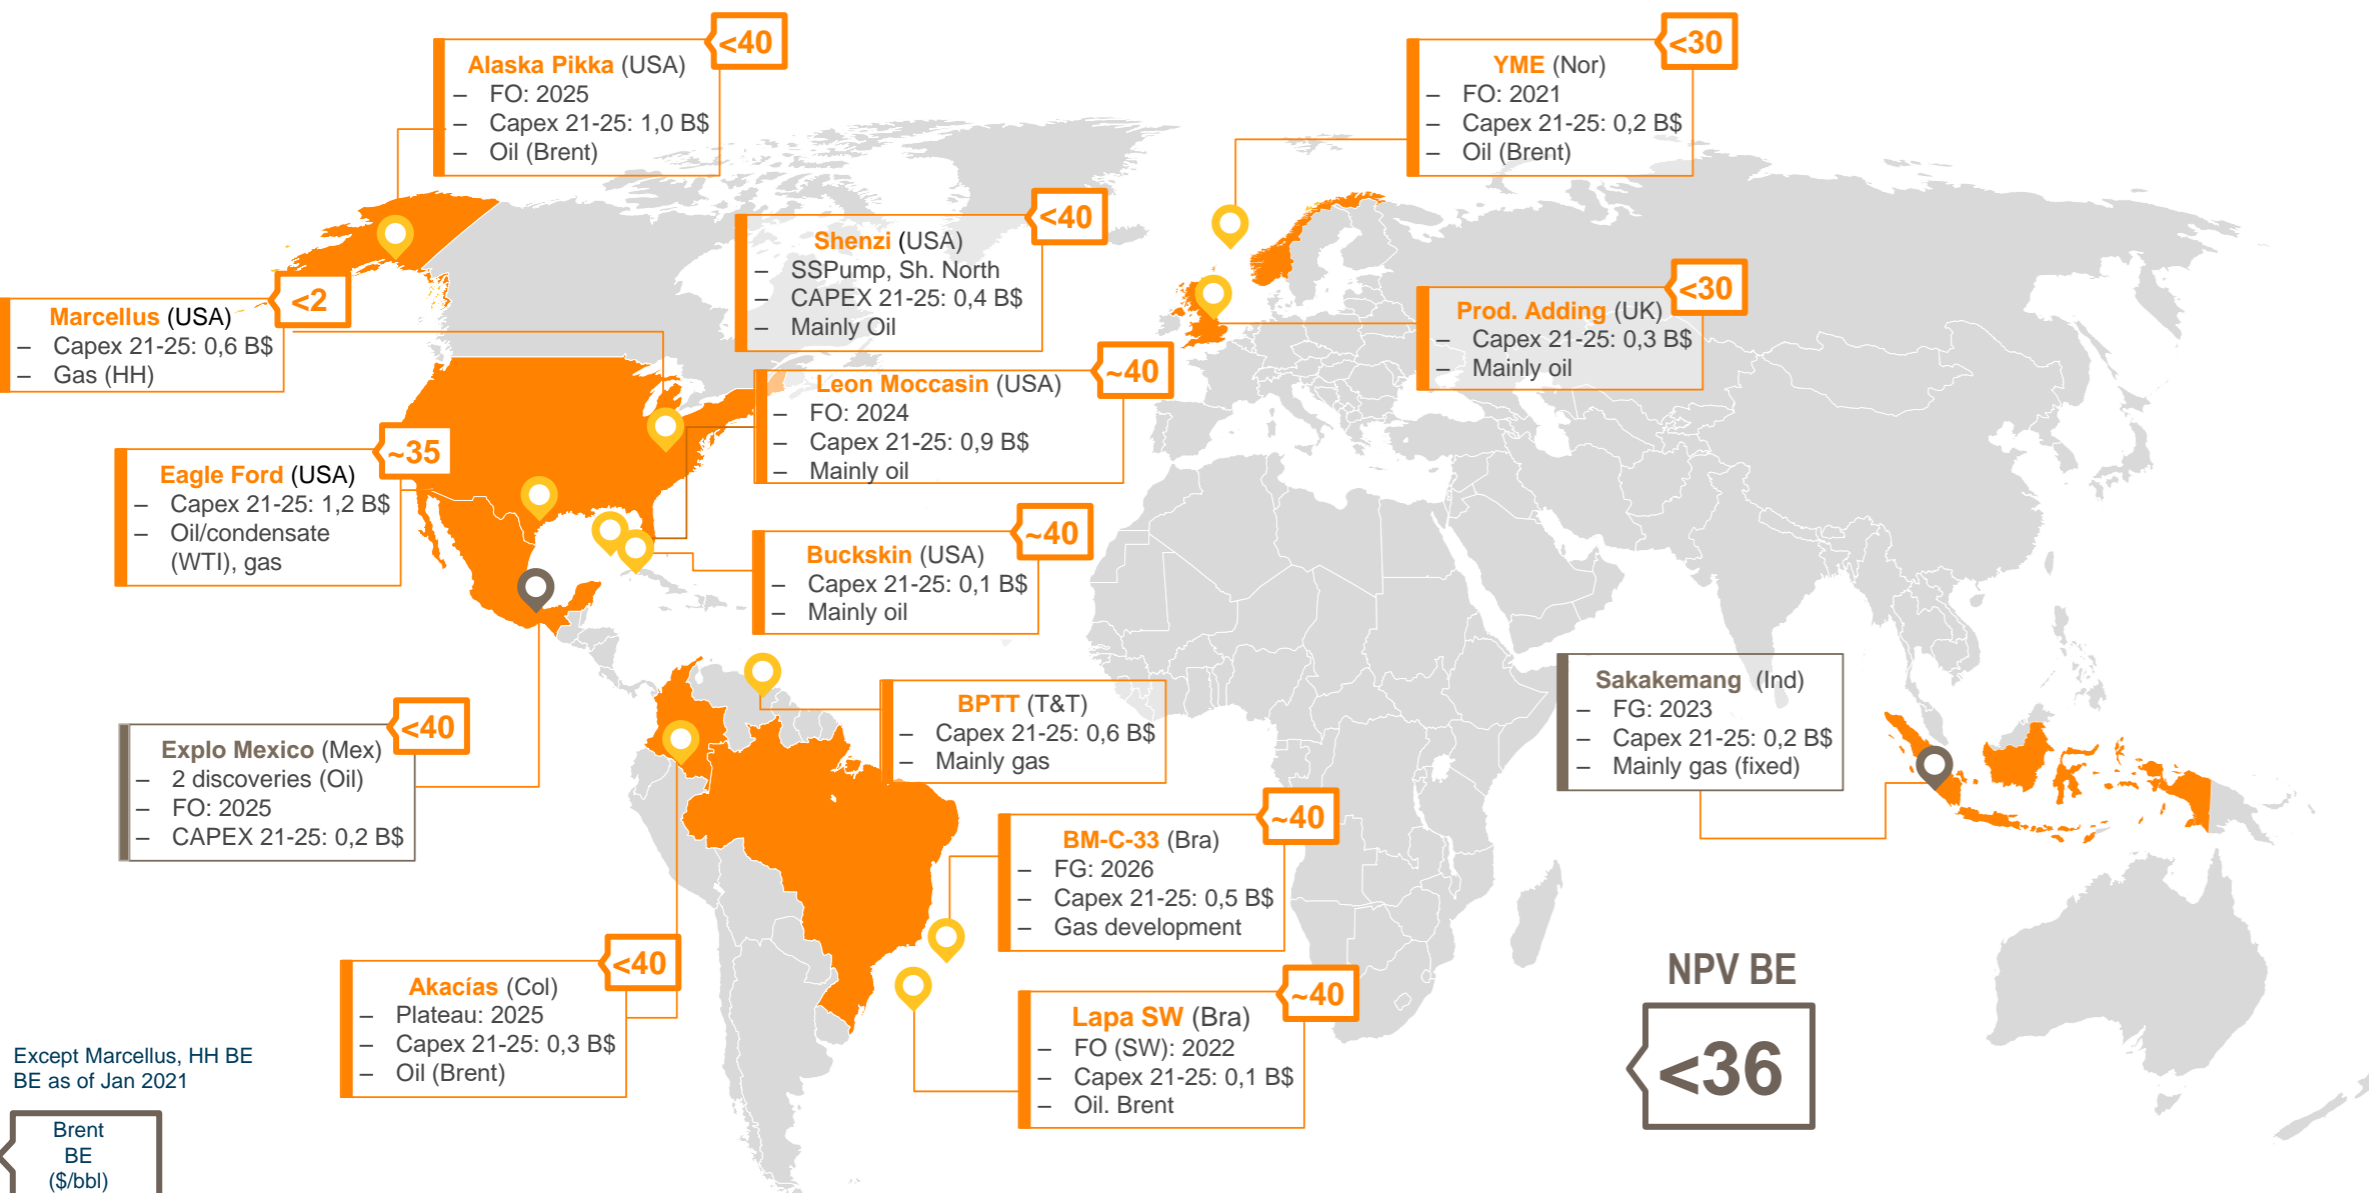 <40
Alaska Pikka (USA)
– FO: 2025
– Capex 21-25: 1,0 B$
– Oil (Brent)
<30
YME (Nor)
– FO: 2021
– Capex 21-25: 0,2 B$
– Oil (Brent)
<40
Shenzi (USA)
– SSPump, Sh. North
– CAPEX 21-25: 0,4 B$
– Mainly Oil
<2
Marcellus (USA)
– Capex 21-25: 0,6 B$
– Gas (HH)
<30
Prod. Adding (UK)
– Capex 21-25: 0,3 B$
– Mainly oil
~40
Leon Moccasin (USA)
– FO: 2024
– Capex 21-25: 0,9 B$
– Mainly oil
~35
Eagle Ford (USA)
– Capex 21-25: 1,2 B$
– Oil/condensate
(WTI), gas
~40
Buckskin (USA)
– Capex 21-25: 0,1 B$
– Mainly oil
BPTT (T&T)
– Capex 21-25: 0,6 B$
– Mainly gas
Sakakemang (Ind)
– FG: 2023
– Capex 21-25: 0,2 B$
– Mainly gas (fixed)
<40
Explo Mexico (Mex)
– 2 discoveries (Oil)
– FO: 2025
– CAPEX 21-25: 0,2 B$
~40
BM-C-33 (Bra)
– FG: 2026
– Capex 21-25: 0,5 B$
– Gas development
<40
Akacías (Col)
– Plateau: 2025
– Capex 21-25: 0,3 B$
– Oil (Brent)
~40
Lapa SW (Bra)
– FO (SW): 2022
– Capex 21-25: 0,1 B$
– Oil. Brent
NPV BE
<36
Except Marcellus, HH BE
BE as of Jan 2021
Brent
BE
($/bbl)